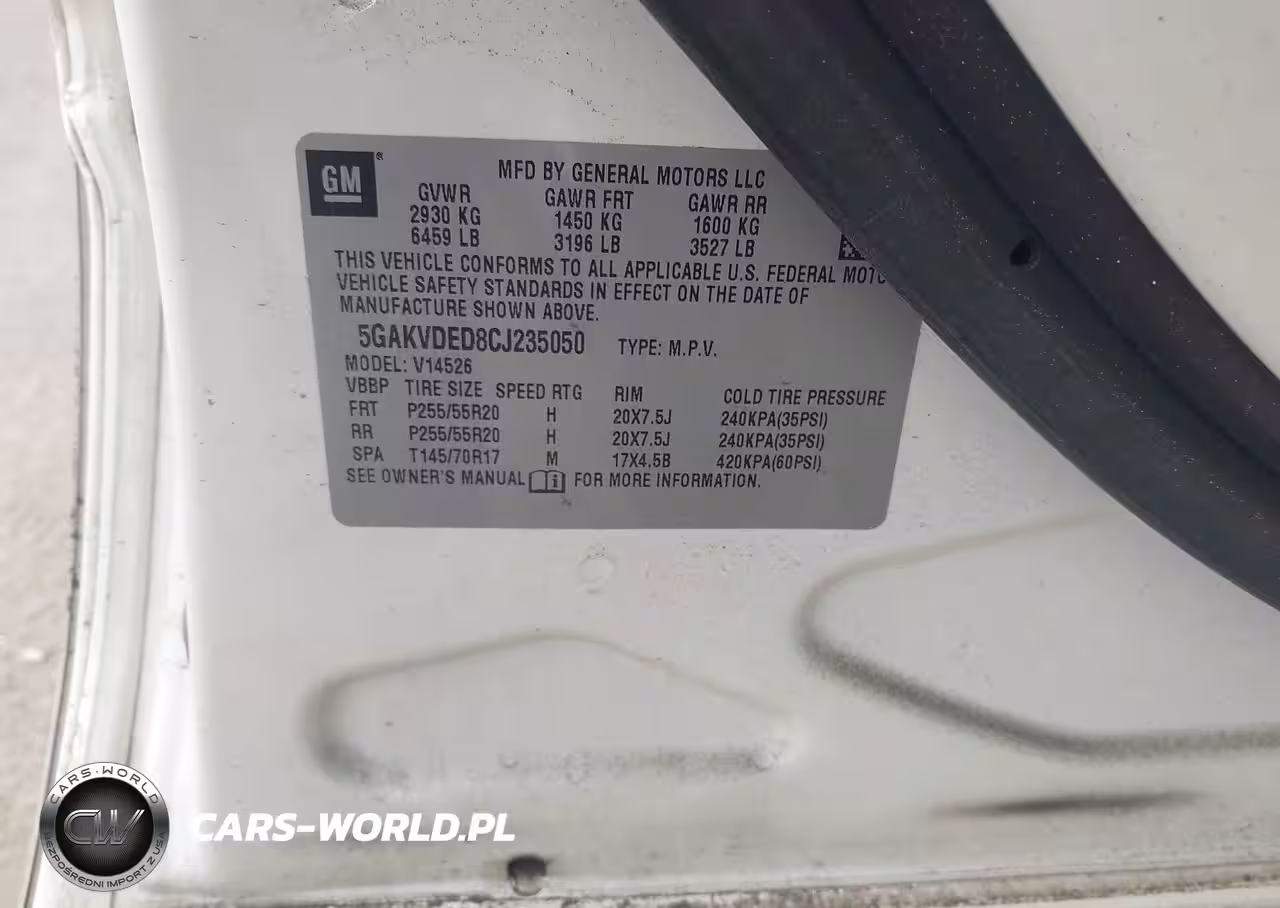 GM ®
MFD BY GENERAL MOTORS LLC
GVWR GAWR FRT GAWR RR
2930 KG 1450 KG 1600 KG
6459 LB 3196 LB 3527 LB
THIS VEHICLE CONFORMS TO ALL APPLICABLE U.S. FEDERAL MOTO
VEHICLE SAFETY STANDARDS IN EFFECT ON THE DATE OF
MANUFACTURE SHOWN ABOVE.
5GAKVDED8CJ235050 TYPE: M.P.V.
MODEL: V14526
VBBP TIRE SIZE SPEED RTG RIM COLD TIRE PRESSURE
FRT P255/55R20 H 20X7.5J 240KPA(35PSI)
RR P255/55R20 H 20X7.5J 240KPA(35PSI)
SPA T145/70R17 M 17X4.5B 420KPA(60PSI)
SEE OWNER'S MANUAL i FOR MORE INFORMATION.
CARS-WORLD
CW
BEZPOŚREDNI IMPORT Z USA
CARS-WORLD.PL